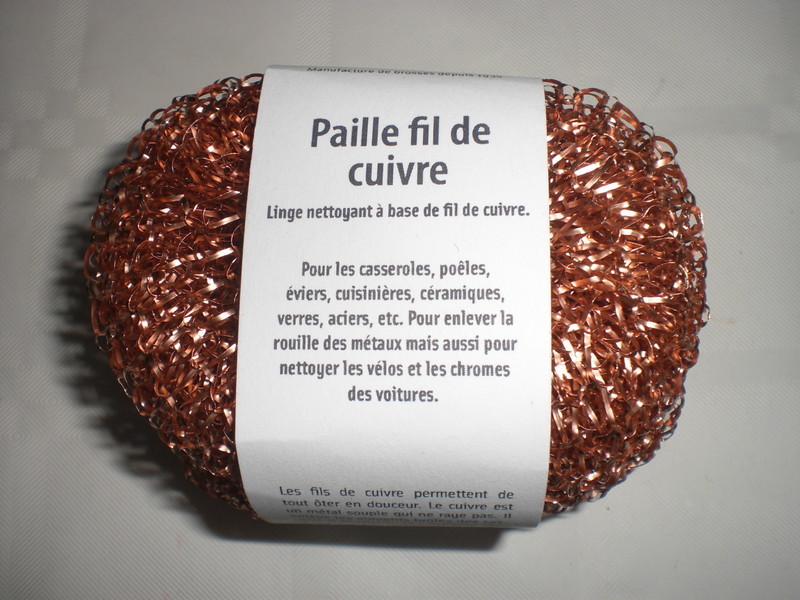 Manufacture de brosses depuis 1935
Paille fil de
cuivre
Linge nettoyant à base de fil de cuivre.
Pour les casseroles, poêles,
éviers, cuisinières, céramiques,
verres, aciers, etc. Pour enlever la
rouille des métaux mais aussi pour
nettoyer les vélos et les chromes
des voitures.
Les fils de cuivre permettent de
tout ôter en douceur. Le cuivre est
un métal souple qui ne raye pas. Il